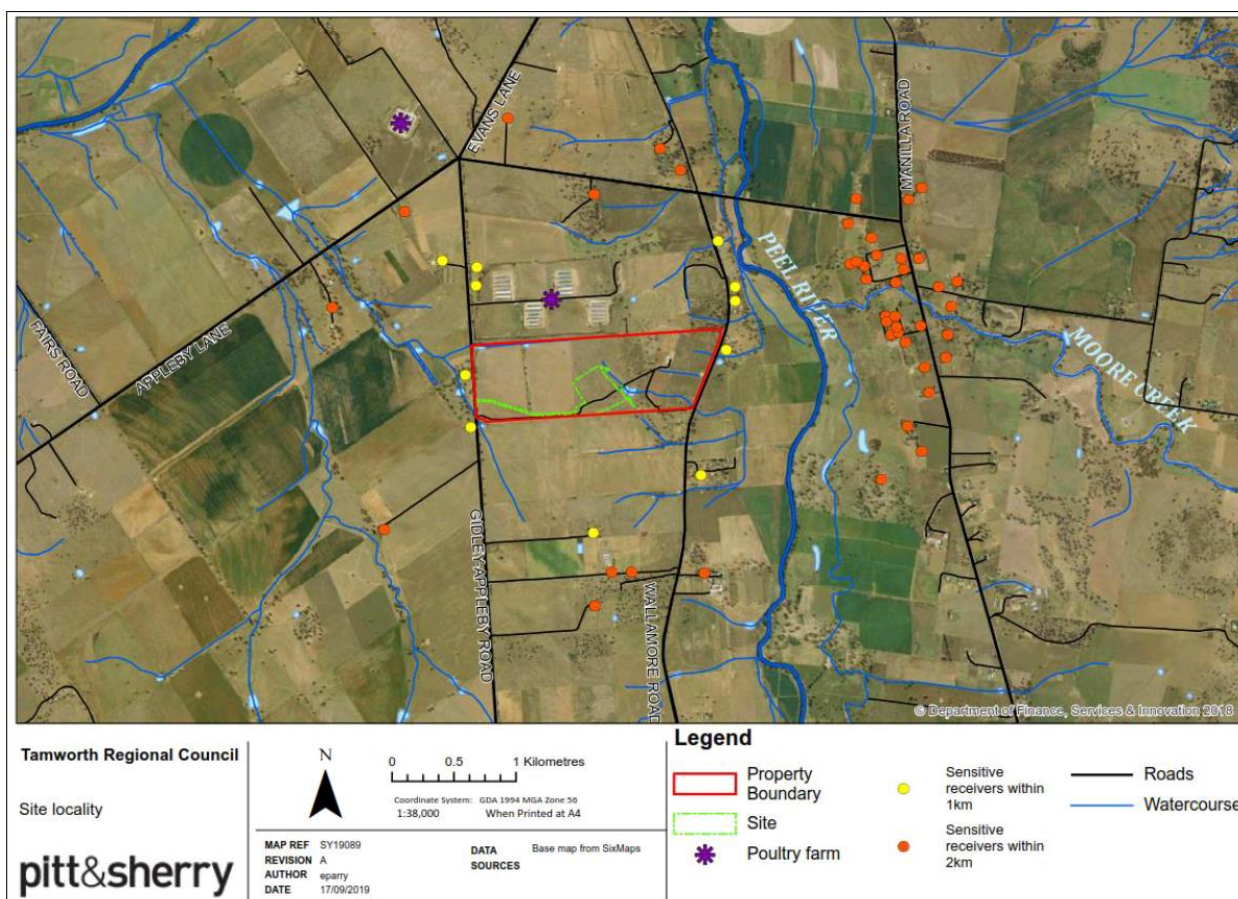 EVANS LANE
MANILLA ROAD
PEEL RIVER
FAIRS ROAD
APPLEBY LANE
MOORE CREEK
GIDLEY APPLEBY ROAD
WALLAMORE ROAD
© Department of Finance, Services & Innovation 2018
Tamworth Regional Council
Site locality
pitt&sherry
N
0 0.5 1 Kilometres
Coordinate System: GDA 1994 MGA Zone 56
1:38,000 When Printed at A4
MAP REF SY19089
REVISION A
AUTHOR eparry
DATE 17/09/2019
DATA SOURCES
Base map from SixMaps
Legend
Property
Boundary
Site
Poultry farm
Sensitive
receivers within
1km
Sensitive
receivers within
2km
Roads
Watercourse